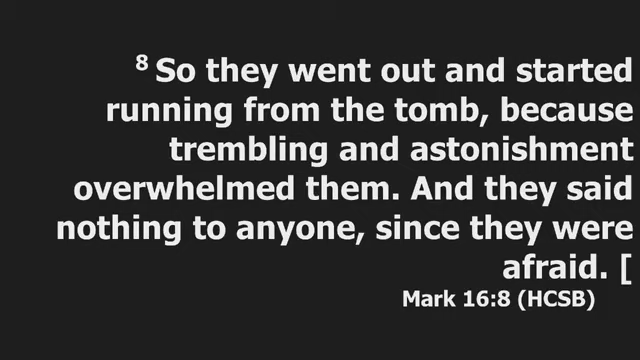 8 So they went out and started
running from the tomb, because
trembling and astonishment
overwhelmed them. And they said
nothing to anyone, since they were
afraid. [
Mark 16:8 (HCSB)